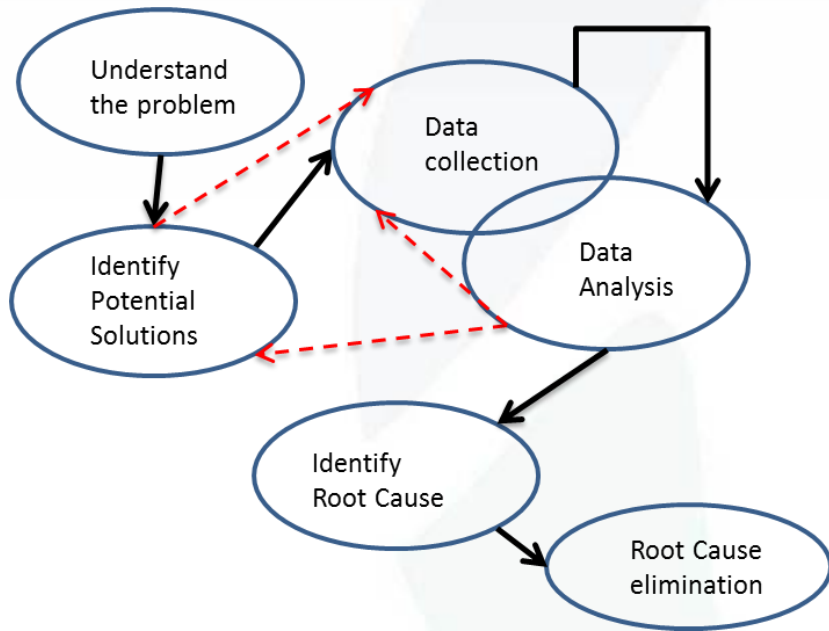 Understand
the problem
Data
collection
Identify
Potential
Solutions
Data
Analysis
Identify
Root Cause
Root Cause
elimination